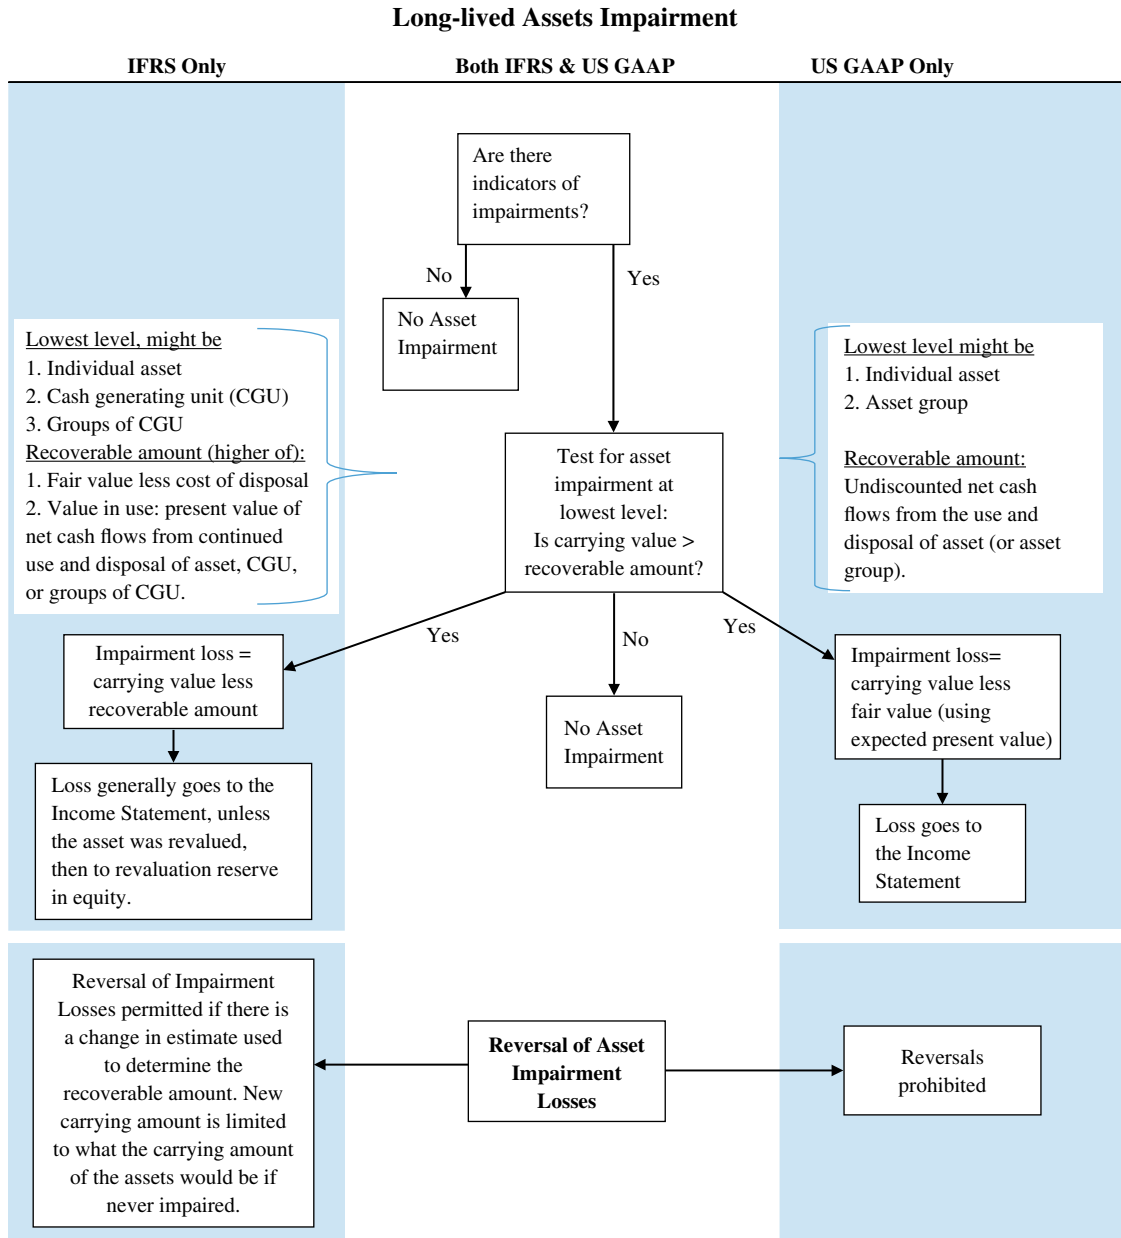 Long-lived Assets Impairment
IFRS Only
Both IFRS & US GAAP
US GAAP Only
Are there
indicators of
impairments?
No
Yes
No Asset
Impairment
Lowest level, might be
1. Individual asset
2. Cash generating unit (CGU)
3. Groups of CGU
Recoverable amount (higher of):
1. Fair value less cost of disposal
2. Value in use: present value of
net cash flows from continued
use and disposal of asset, CGU,
or groups of CGU.
Test for asset
impairment at
lowest level:
Is carrying value >
recoverable amount?
Lowest level might be
1. Individual asset
2. Asset group
Recoverable amount:
Undiscounted net cash
flows from the use and
disposal of asset (or asset
group).
Yes
No
Yes
Impairment loss =
carrying value less
recoverable amount
No Asset
Impairment
Impairment loss=
carrying value less
fair value (using
expected present value)
Loss generally goes to the
Income Statement, unless
the asset was revalued,
then to revaluation reserve
in equity.
Loss goes to
the Income
Statement
Reversal of Impairment
Losses permitted if there is
a change in estimate used
to determine the
recoverable amount. New
carrying amount is limited
to what the carrying amount
of the assets would be if
never impaired.
Reversal of Asset
Impairment
Losses
Reversals
prohibited